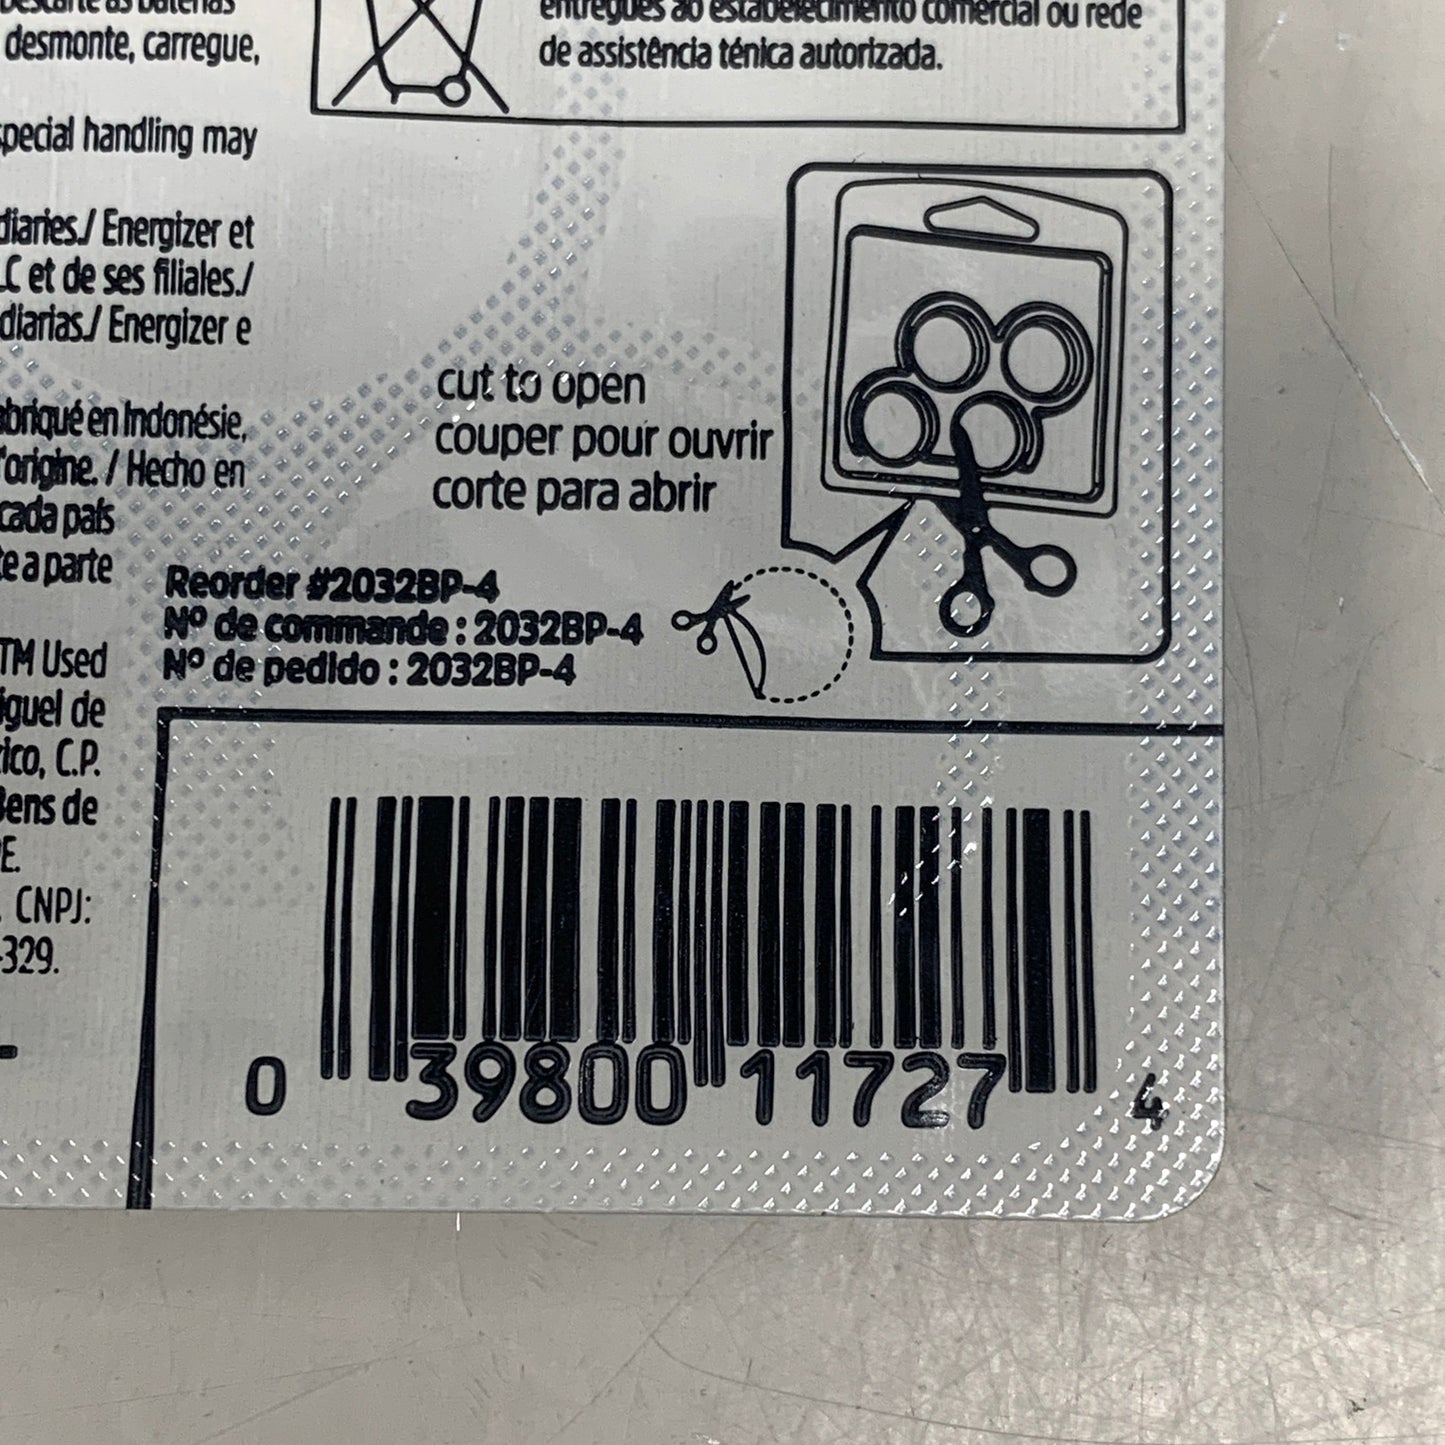 desmonte, carregue,
special handling may
diaries./ Energizer et
LC et de ses filiales./
diarias./ Energizer e
abriqué en Indonésie,
'origine. / Hecho en
cada país
te a parte
TM Used
iguel de
ico, C.P.
Bens de
E.
. CNPJ:
-329.
entregues ao estabelecimento comercial ou rede
de assistência ténica autorizada.
cut to open
couper pour ouvrir
corte para abrir
Reorder #2032BP-4
Nº de commande : 2032BP-4
Nº de pedido : 2032BP-4
0 39800 11727 4